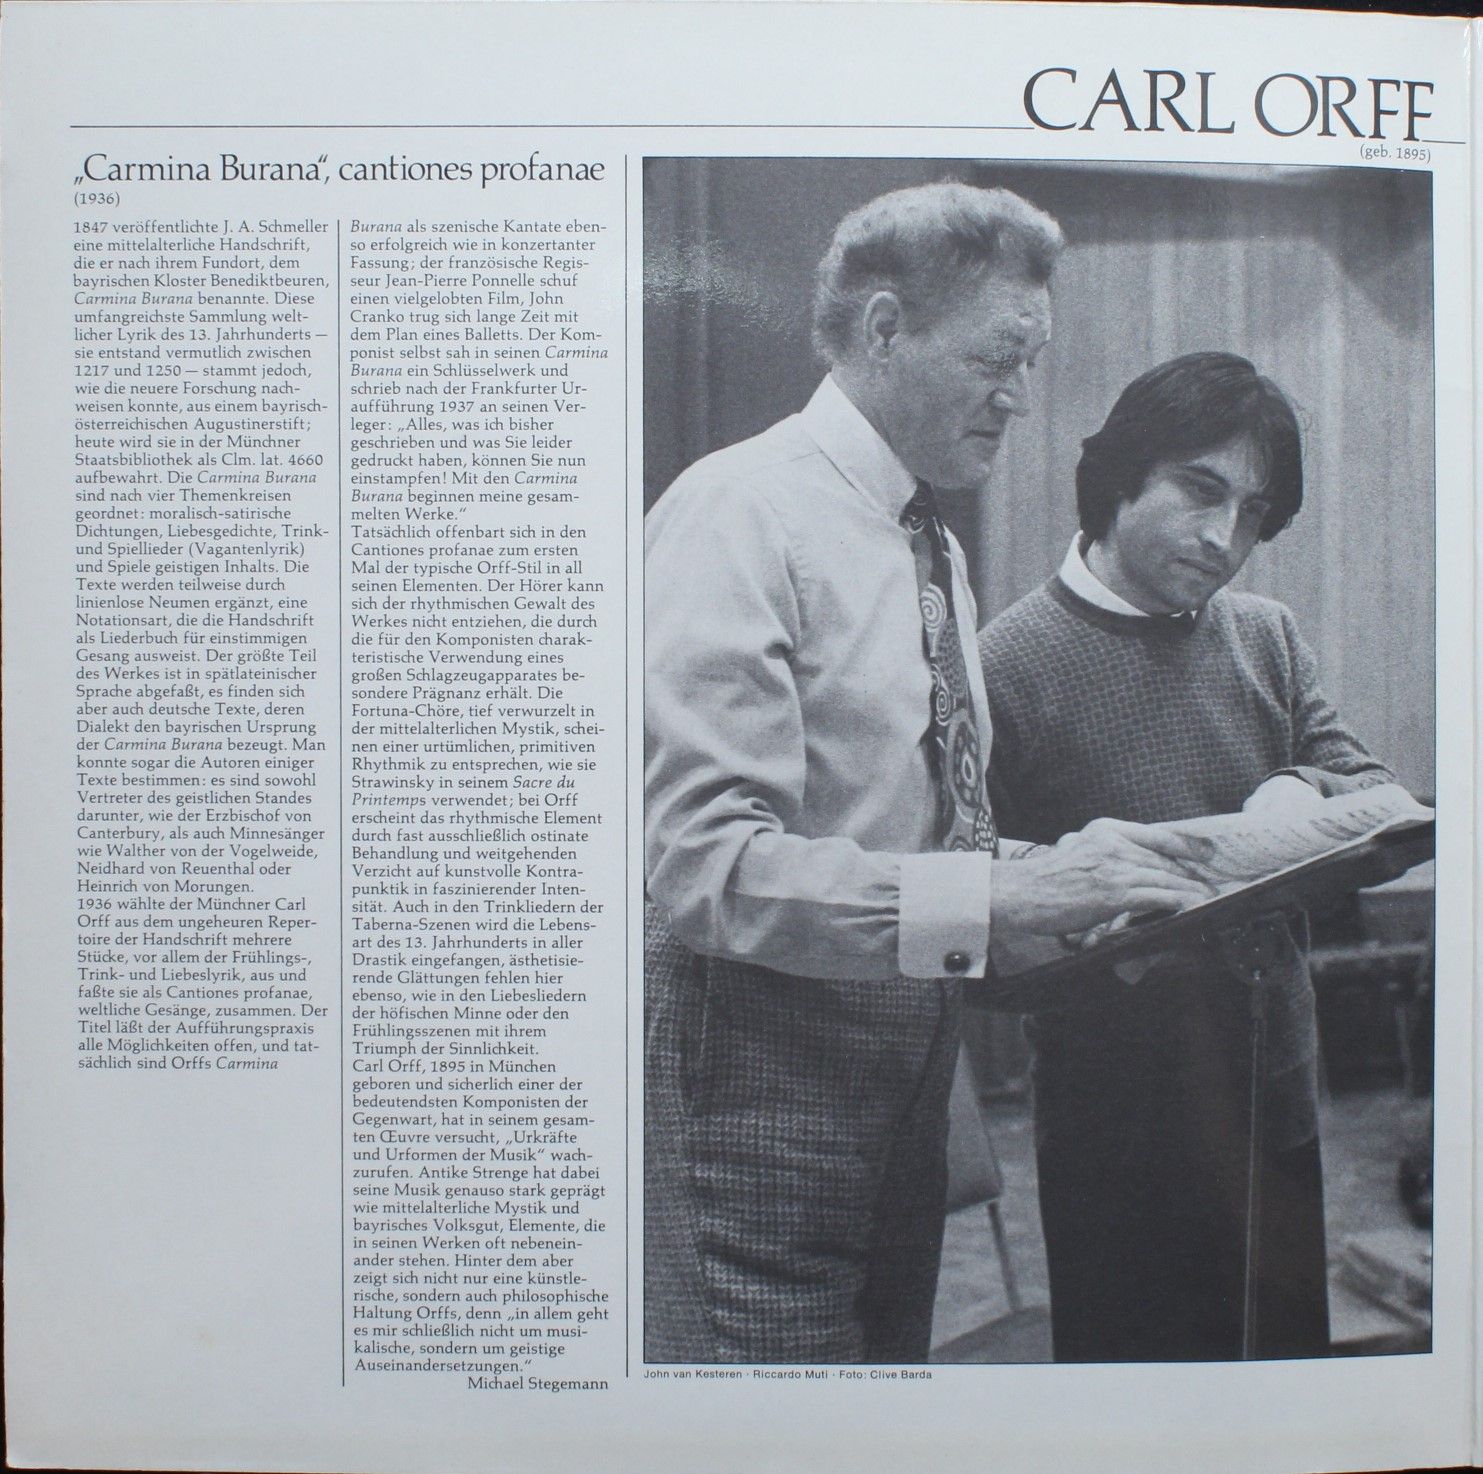 CARL ORFF
(geb. 1895)
„Carmina Burana“, cantiones profanae
(1936)
1847 veröffentlichte J. A. Schmeller
eine mittelalterliche Handschrift,
die er nach ihrem Fundort, dem
bayrischen Kloster Benediktbeuren,
Carmina Burana benannte. Diese
umfangreichste Sammlung welt-
licher Lyrik des 13. Jahrhunderts —
sie entstand vermutlich zwischen
1217 und 1250 — stammt jedoch,
wie die neuere Forschung nach-
weisen konnte, aus einem bayrisch-
österreichischen Augustinerstift;
heute wird sie in der Münchner
Staatsbibliothek als Clm. lat. 4660
aufbewahrt. Die Carmina Burana
sind nach vier Themenkreisen
geordnet: moralisch-satirische
Dichtungen, Liebesgedichte, Trink-
und Spiellieder (Vagantenlyrik)
und Spiele geistigen Inhalts. Die
Texte werden teilweise durch
linienlose Neumen ergänzt, eine
Notationsart, die die Handschrift
als Liederbuch für einstimmigen
Gesang ausweist. Der größte Teil
des Werkes ist in spätlateinischer
Sprache abgefaßt, es finden sich
aber auch deutsche Texte, deren
Dialekt den bayrischen Ursprung
der Carmina Burana bezeugt. Man
konnte sogar die Autoren einiger
Texte bestimmen: es sind sowohl
Vertreter des geistlichen Standes
darunter, wie der Erzbischof von
Canterbury, als auch Minnesänger
wie Walther von der Vogelweide,
Neidhard von Reuenthal oder
Heinrich von Morungen.
1936 wählte der Münchner Carl
Orff aus dem ungeheuren Reper-
toire der Handschrift mehrere
Stücke, vor allem der Frühlings-,
Trink- und Liebeslyrik, aus und
faßte sie als Cantiones profanae,
weltliche Gesänge, zusammen. Der
Titel läßt der Aufführungspraxis
alle Möglichkeiten offen, und tat-
sächlich sind Orffs Carmina
Burana als szenische Kantate eben-
so erfolgreich wie in konzertanter
Fassung; der französische Regis-
seur Jean-Pierre Ponnelle schuf
einen vielgelobten Film, John
Cranko trug sich lange Zeit mit
dem Plan eines Balletts. Der Kom-
ponist selbst sah in seinen Carmina
Burana ein Schlüsselwerk und
schrieb nach der Frankfurter Ur-
aufführung 1937 an seinen Ver-
leger: „Alles, was ich bisher
geschrieben und was Sie leider
gedruckt haben, können Sie nun
einstampfen! Mit den Carmina
Burana beginnen meine gesam-
melten Werke.“
Tatsächlich offenbart sich in den
Cantiones profanae zum ersten
Mal der typische Orff-Stil in all
seinen Elementen. Der Hörer kann
sich der rhythmischen Gewalt des
Werkes nicht entziehen, die durch
die für den Komponisten charak-
teristische Verwendung eines
großen Schlagzeugapparates be-
sondere Prägnanz erhält. Die
Fortuna-Chöre, tief verwurzelt in
der mittelalterlichen Mystik, schei-
nen einer urtümlichen, primitiven
Rhythmik zu entsprechen, wie sie
Strawinsky in seinem Sacre du
Printemps verwendet; bei Orff
erscheint das rhythmische Element
durch fast ausschließlich ostinate
Behandlung und weitgehenden
Verzicht auf kunstvolle Kontra-
punktik in faszinierender Inten-
sität. Auch in den Trinkliedern der
Taberna-Szenen wird die Lebens-
art des 13. Jahrhunderts in aller
Drastik eingefangen, ästhetisie-
rende Glättungen fehlen hier
ebenso, wie in den Liebesliedern
der höfischen Minne oder den
Frühlingsszenen mit ihrem
Triumph der Sinnlichkeit.
Carl Orff, 1895 in München
geboren und sicherlich einer der
bedeutendsten Komponisten der
Gegenwart, hat in seinem gesam-
ten Œuvre versucht, „Urkräfte
und Urformen der Musik“ wach-
zurufen. Antike Strenge hat dabei
seine Musik genauso stark geprägt
wie mittelalterliche Mystik und
bayrisches Volksgut, Elemente, die
in seinen Werken oft nebenein-
ander stehen. Hinter dem aber
zeigt sich nicht nur eine künstle-
rische, sondern auch philosophische
Haltung Orffs, denn „in allem geht
es mir schließlich nicht um musi-
kalische, sondern um geistige
Auseinandersetzungen.“
Michael Stegemann
John van Kesteren · Riccardo Muti · Foto: Clive Barda